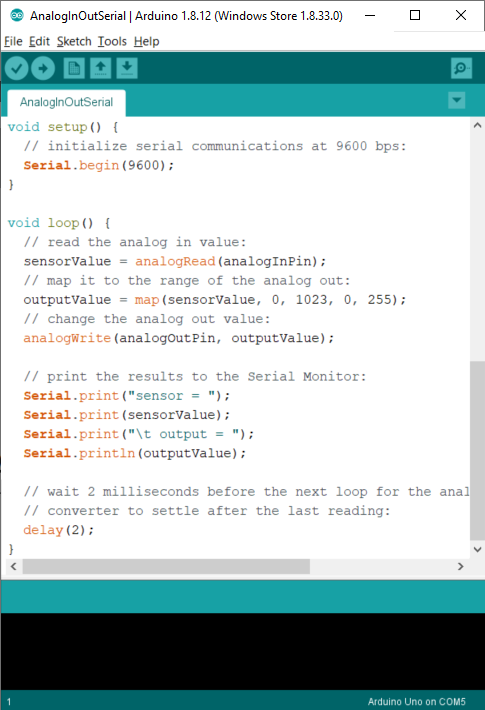 AnalogInOutSerial | Arduino 1.8.12 (Windows Store 1.8.33.0)
File Edit Sketch Tools Help
AnalogInOutSerial
void setup() {
  // initialize serial communications at 9600 bps:
  Serial.begin(9600);
}

void loop() {
  // read the analog in value:
  sensorValue = analogRead(analogInPin);
  // map it to the range of the analog out:
  outputValue = map(sensorValue, 0, 1023, 0, 255);
  // change the analog out value:
  analogWrite(analogOutPin, outputValue);

  // print the results to the Serial Monitor:
  Serial.print("sensor = ");
  Serial.print(sensorValue);
  Serial.print("\t output = ");
  Serial.println(outputValue);

  // wait 2 milliseconds before the next loop for the anal
  // converter to settle after the last reading:
  delay(2);
}
1
Arduino Uno on COM5